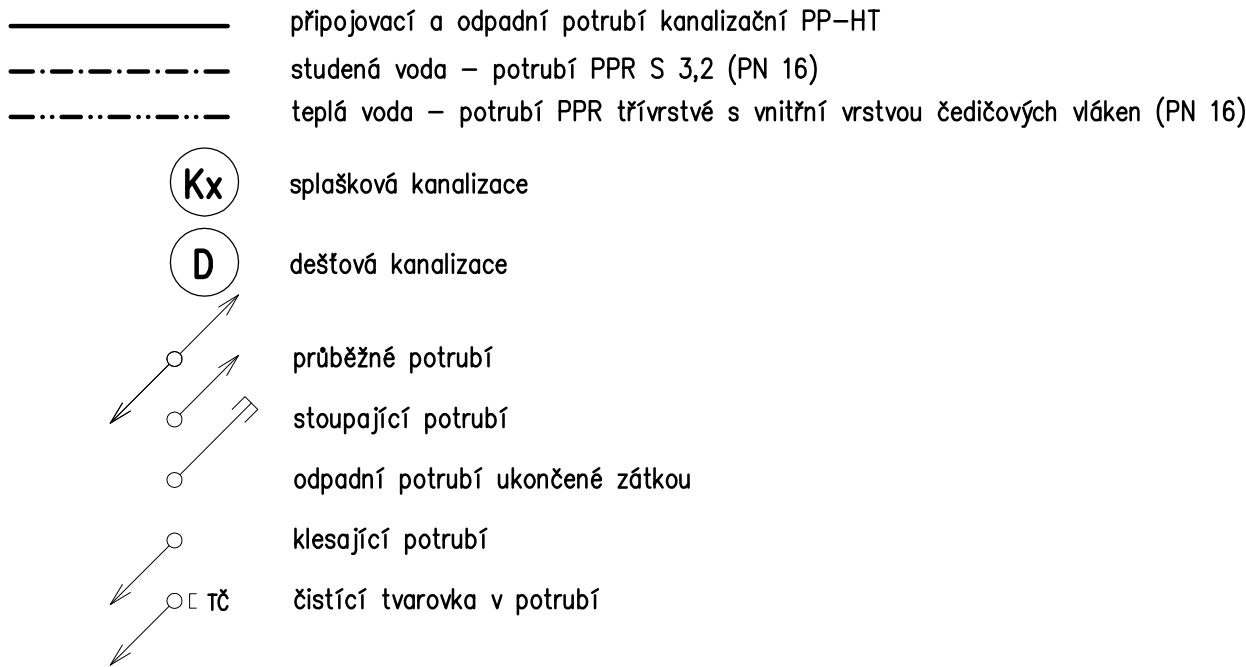 připojovací a odpadní potrubí kanalizační PP-HT
studená voda – potrubí PPR S 3,2 (PN 16)
teplá voda – potrubí PPR třívrstvé s vnitřní vrstvou čedičových vláken (PN 16)
Kx splašková kanalizace
D dešťová kanalizace
průběžné potrubí
stoupající potrubí
odpadní potrubí ukončené zátkou
klesající potrubí
TČ čistící tvarovka v potrubí